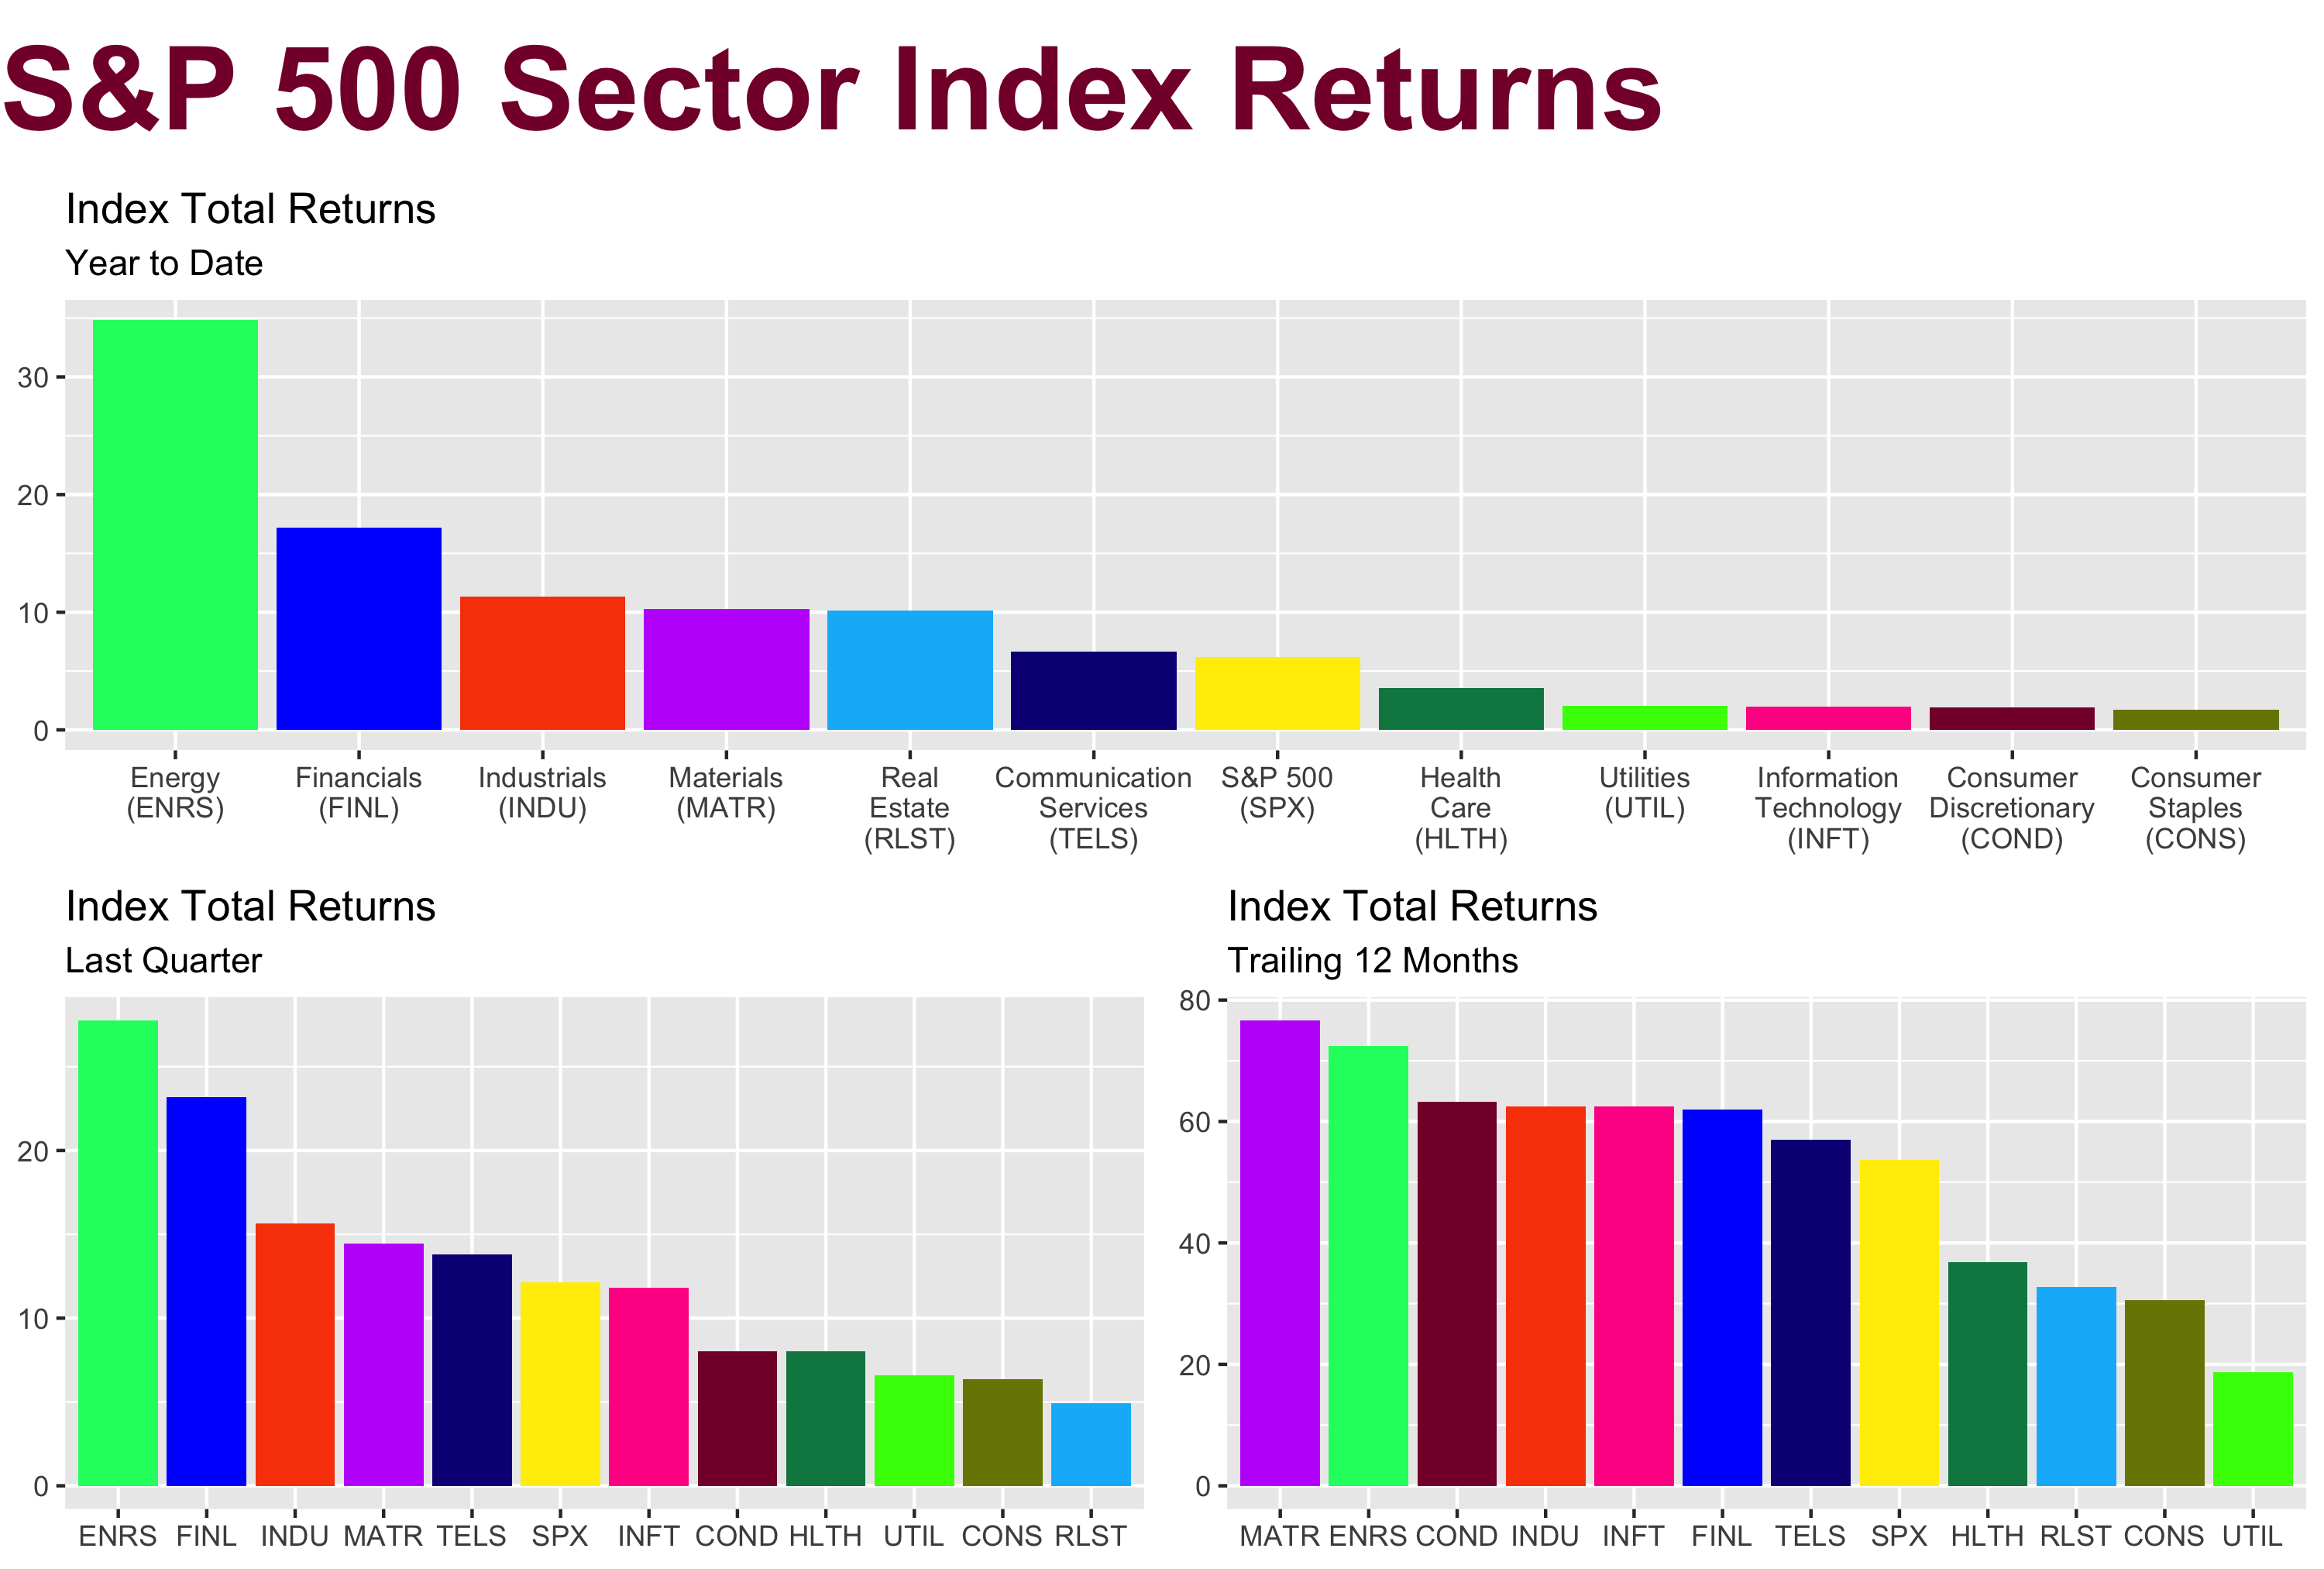 S&P 500 Sector Index Returns
Index Total Returns
Year to Date
30
20
10
0
Energy
(ENRS)
Financials
(FINL)
Industrials
(INDU)
Materials
(MATR)
Real
Estate
(RLST)
Communication
Services
(TELS)
S&P 500
(SPX)
Health
Care
(HLTH)
Utilities
(UTIL)
Information
Technology
(INFT)
Consumer
Discretionary
(COND)
Consumer
Staples
(CONS)
Index Total Returns
Last Quarter
20
10
0
ENRS FINL INDU MATR TELS SPX INFT COND HLTH UTIL CONS RLST
Index Total Returns
Trailing 12 Months
80
60
40
20
0
MATR ENRS COND INDU INFT FINL TELS SPX HLTH RLST CONS UTIL